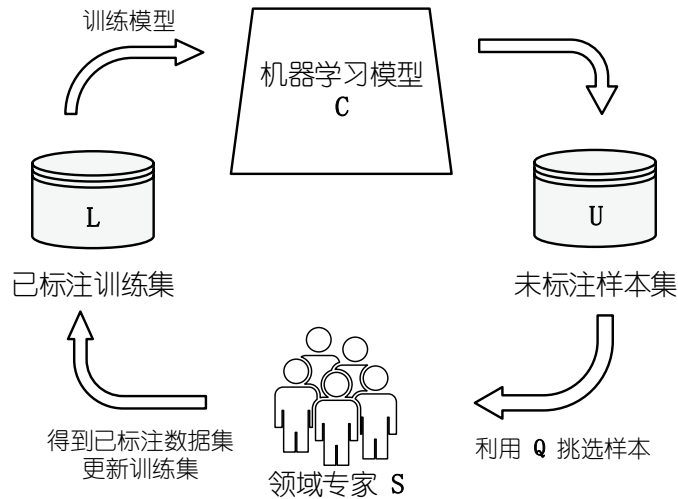 训练模型
机器学习模型
C
L
U
已标注训练集
未标注样本集
得到已标注数据集
更新训练集
利用 Q 挑选样本
领域专家 S